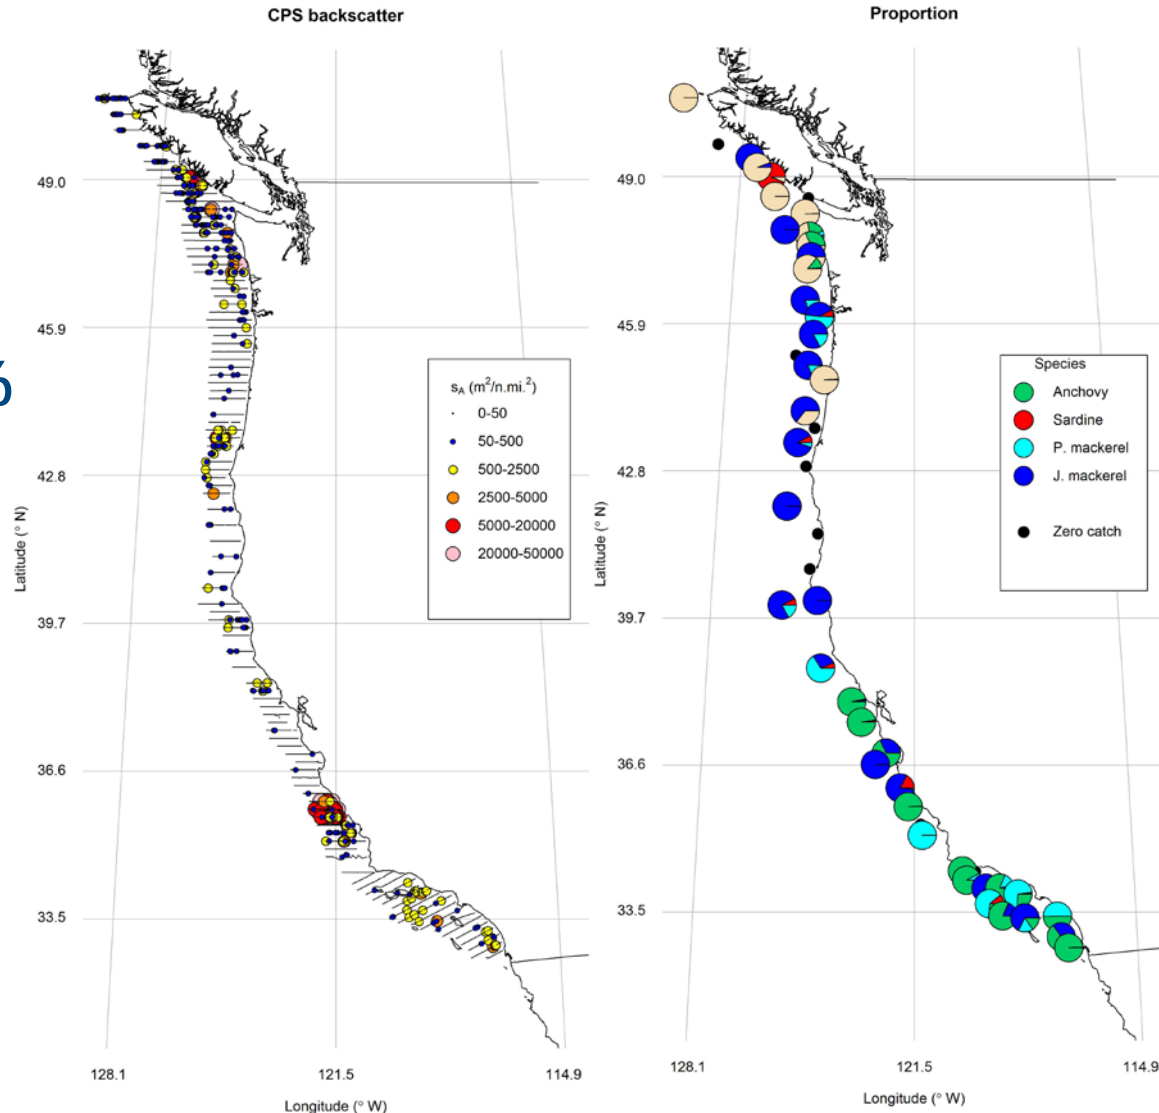 CPS backscatter
Proportion
%
49.0
45.9
42.8
39.7
36.6
33.5
128.1
121.5
114.9
Latitude (° N)
Longitude (° W)
s_A (m²/n.mi.²)
0-50
50-500
500-2500
2500-5000
5000-20000
20000-50000
49.0
45.9
42.8
39.7
36.6
33.5
128.1
121.5
114.9
Latitude (° N)
Longitude (° W)
Species
Anchovy
Sardine
P. mackerel
J. mackerel
Zero catch